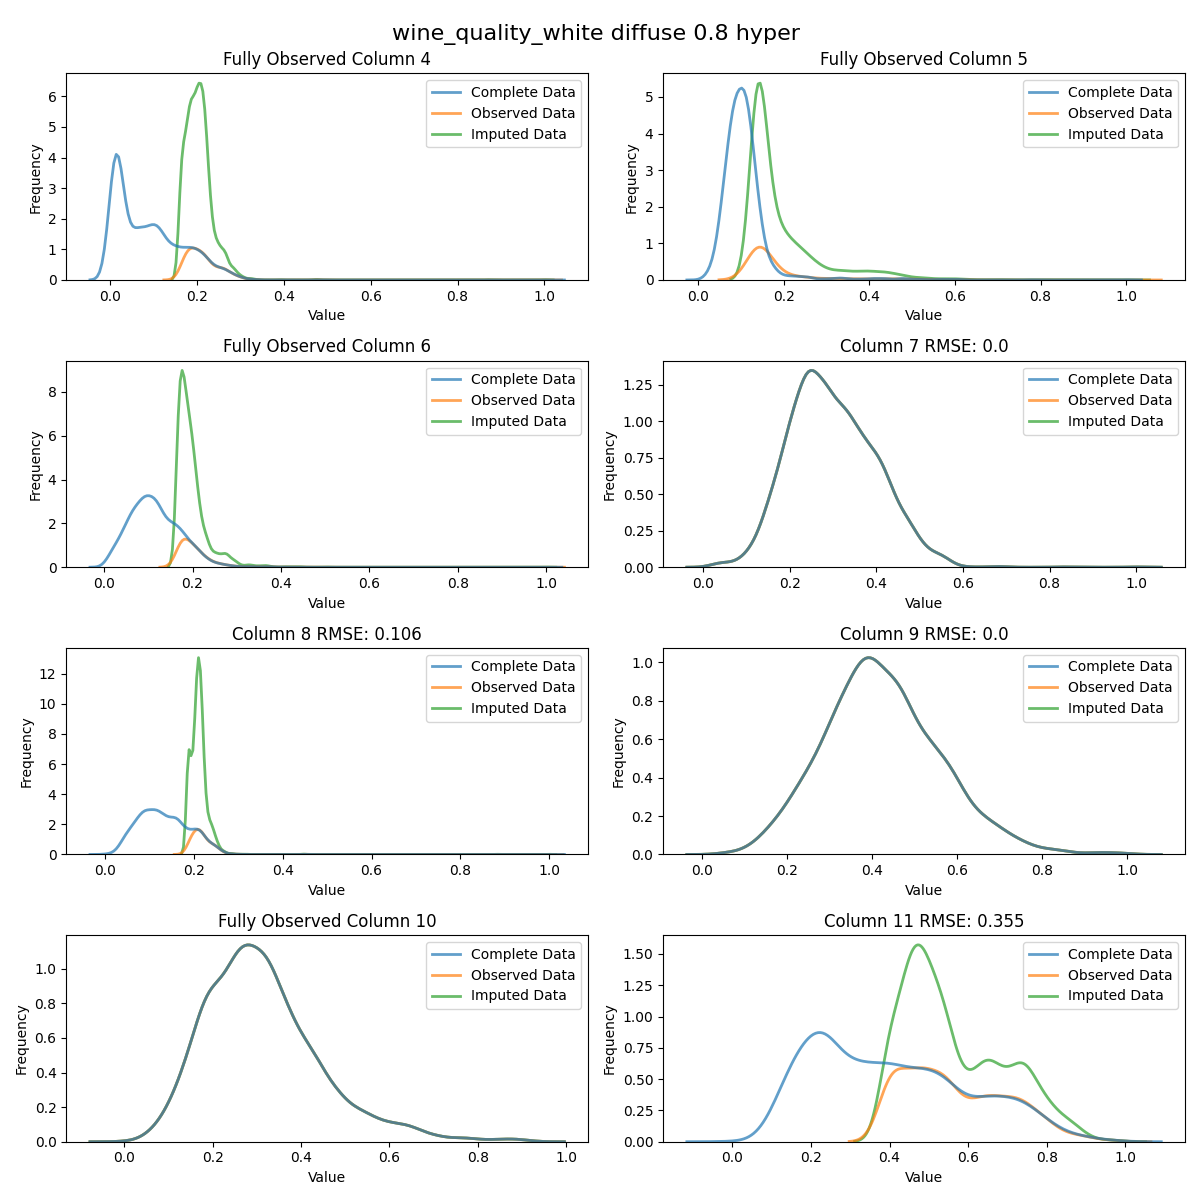 wine_quality_white diffuse 0.8 hyper
Fully Observed Column 4
Frequency
6
5
4
3
2
1
0
0.0 0.2 0.4 0.6 0.8 1.0
Value
Complete Data
Observed Data
Imputed Data
Fully Observed Column 5
Frequency
5
4
3
2
1
0
0.0 0.2 0.4 0.6 0.8 1.0
Value
Complete Data
Observed Data
Imputed Data
Fully Observed Column 6
Frequency
8
6
4
2
0
0.0 0.2 0.4 0.6 0.8 1.0
Value
Complete Data
Observed Data
Imputed Data
Column 7 RMSE: 0.0
Frequency
1.25
1.00
0.75
0.50
0.25
0.00
0.0 0.2 0.4 0.6 0.8 1.0
Value
Complete Data
Observed Data
Imputed Data
Column 8 RMSE: 0.106
Frequency
12
10
8
6
4
2
0
0.0 0.2 0.4 0.6 0.8 1.0
Value
Complete Data
Observed Data
Imputed Data
Column 9 RMSE: 0.0
Frequency
1.0
0.8
0.6
0.4
0.2
0.0
0.0 0.2 0.4 0.6 0.8 1.0
Value
Complete Data
Observed Data
Imputed Data
Fully Observed Column 10
Frequency
1.0
0.8
0.6
0.4
0.2
0.0
0.0 0.2 0.4 0.6 0.8 1.0
Value
Complete Data
Observed Data
Imputed Data
Column 11 RMSE: 0.355
Frequency
1.50
1.25
1.00
0.75
0.50
0.25
0.00
0.0 0.2 0.4 0.6 0.8 1.0
Value
Complete Data
Observed Data
Imputed Data